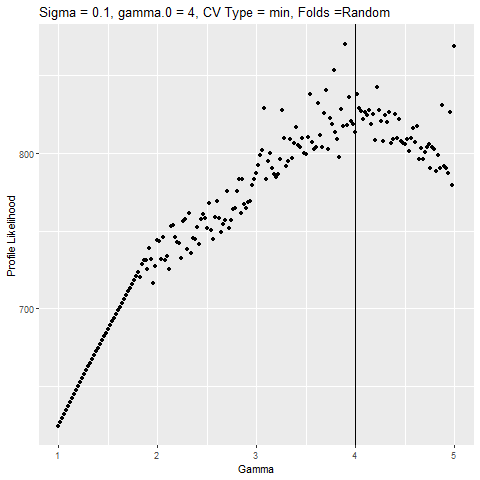 Sigma = 0.1, gamma.0 = 4, CV Type = min, Folds =Random
Profile Likelihood
800
700
1
2
3
4
5
Gamma